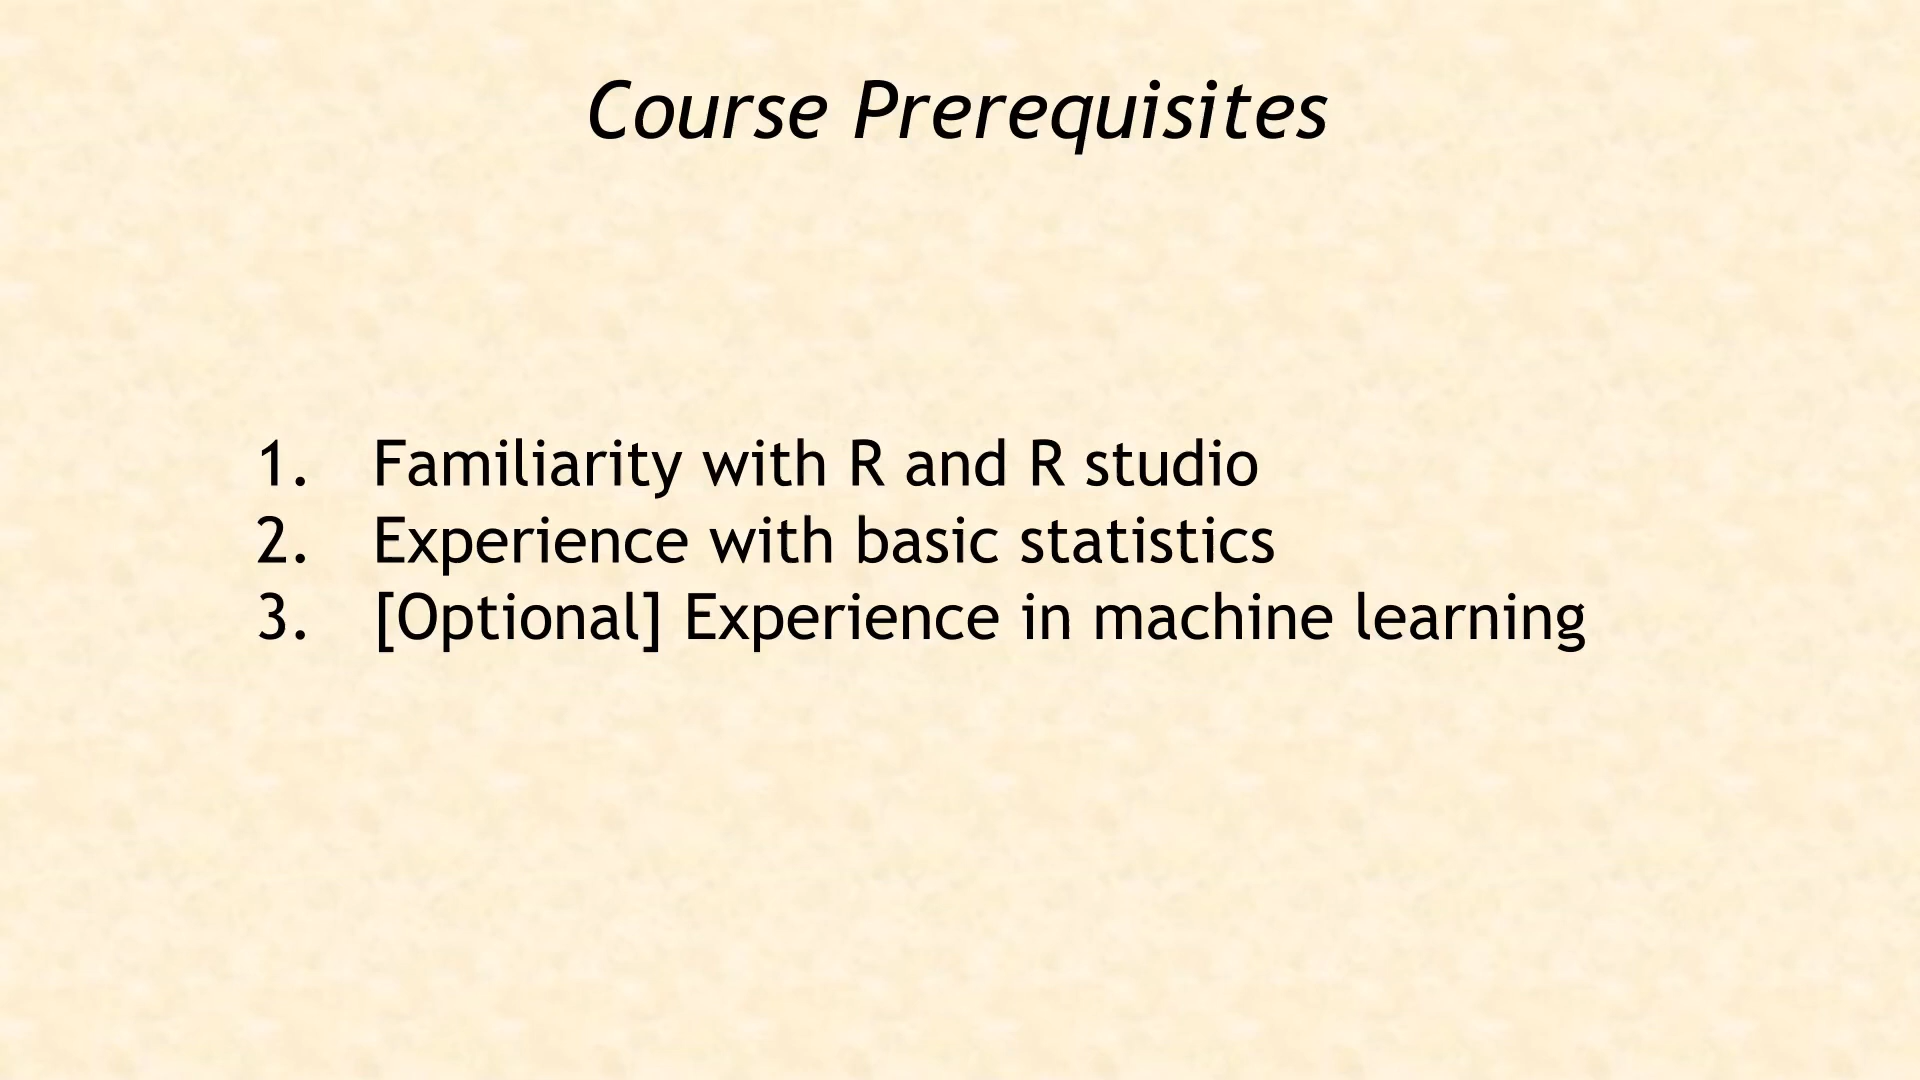 Course Prerequisites
1. Familiarity with R and R studio
2. Experience with basic statistics
3. [Optional] Experience in machine learning